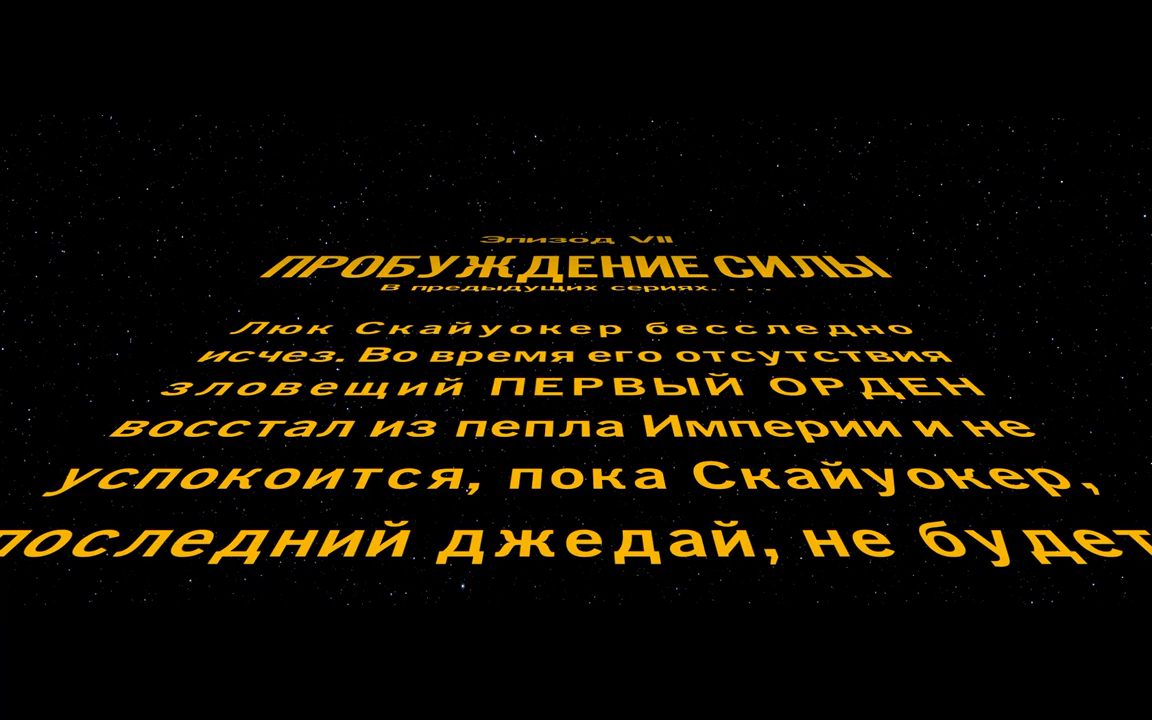 Эпизод VII
ПРОБУЖДЕНИЕ СИЛЫ
В предыдущих сериях. . . .
Люк Скайуокер бесследно
исчез. Во время его отсутствия
зловещий ПЕРВЫЙ ОРДЕН
восстал из пепла Империи и не
успокоится, пока Скайуокер,
последний джедай, не будет